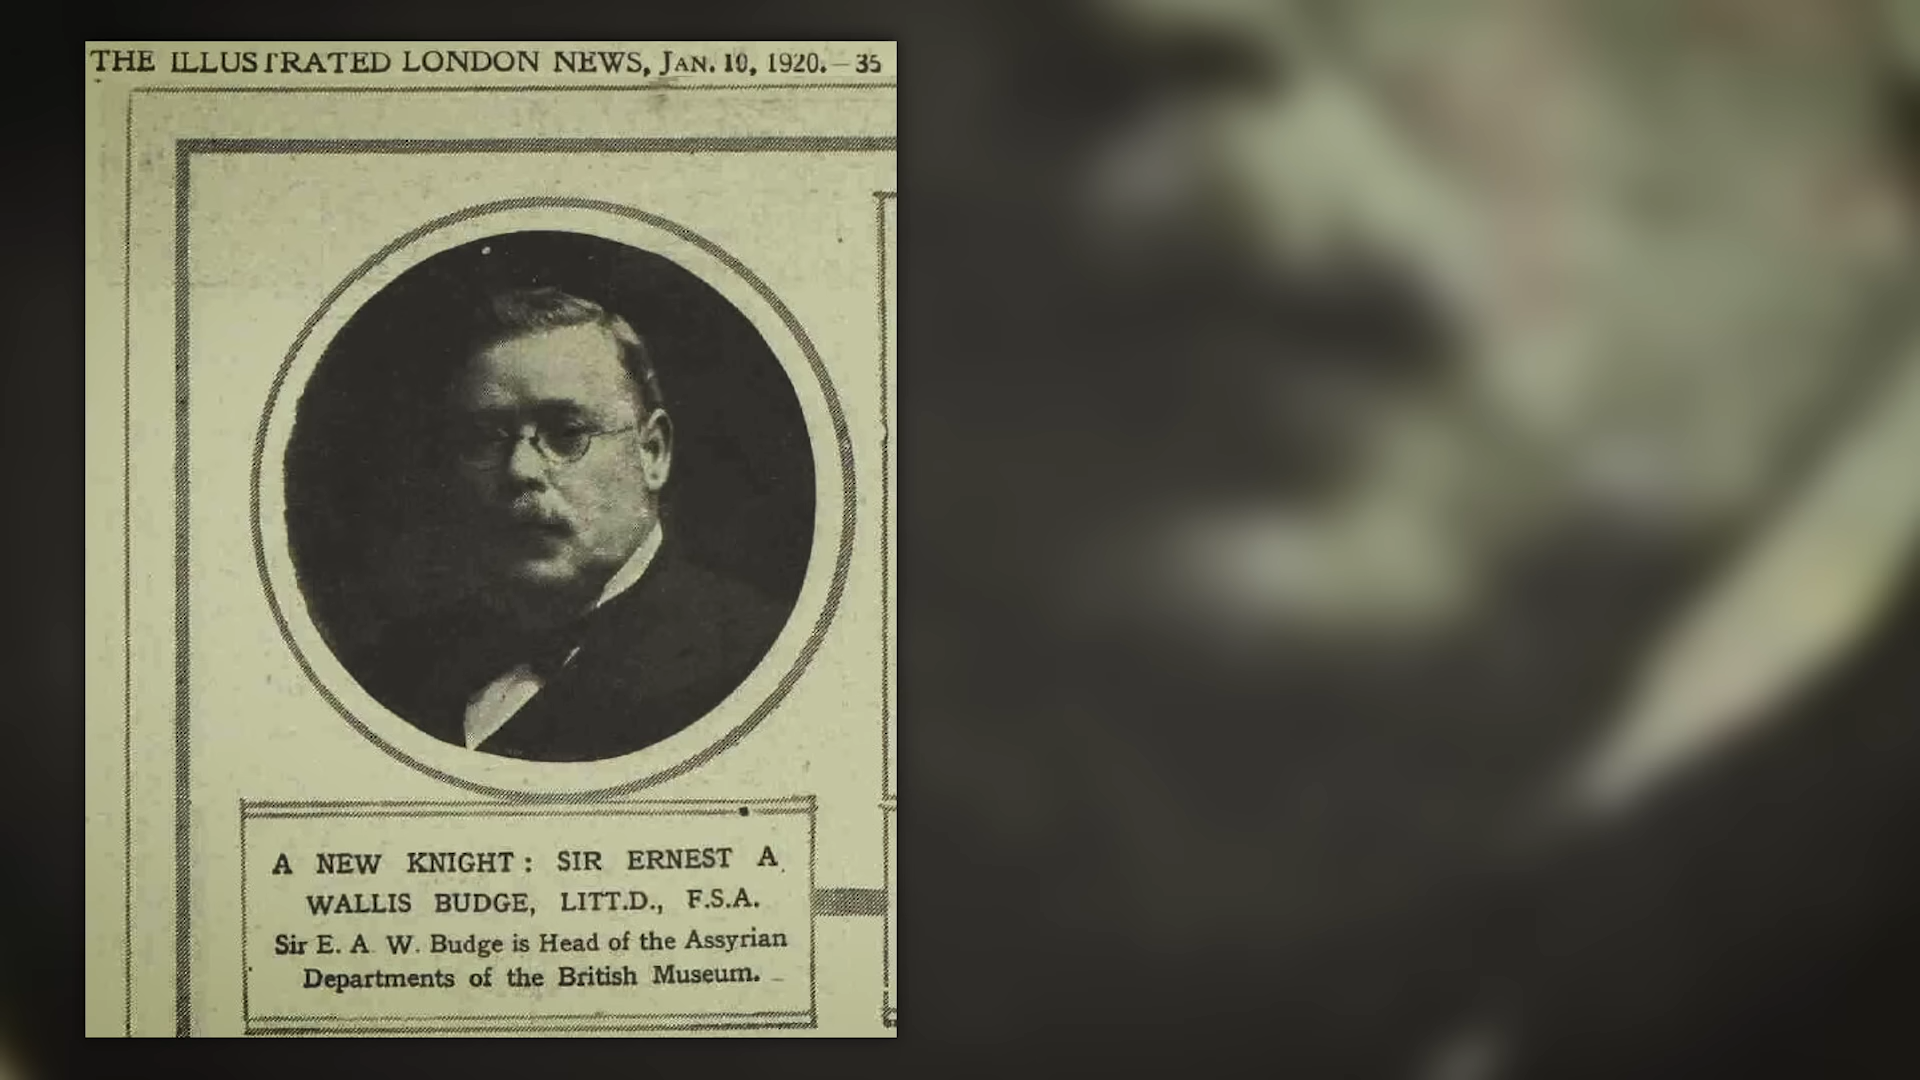 THE ILLUSTRATED LONDON NEWS, JAN. 10, 1920.—35
A NEW KNIGHT: SIR ERNEST A.
WALLIS BUDGE, LITT.D., F.S.A.
Sir E. A. W. Budge is Head of the Assyrian
Departments of the British Museum.